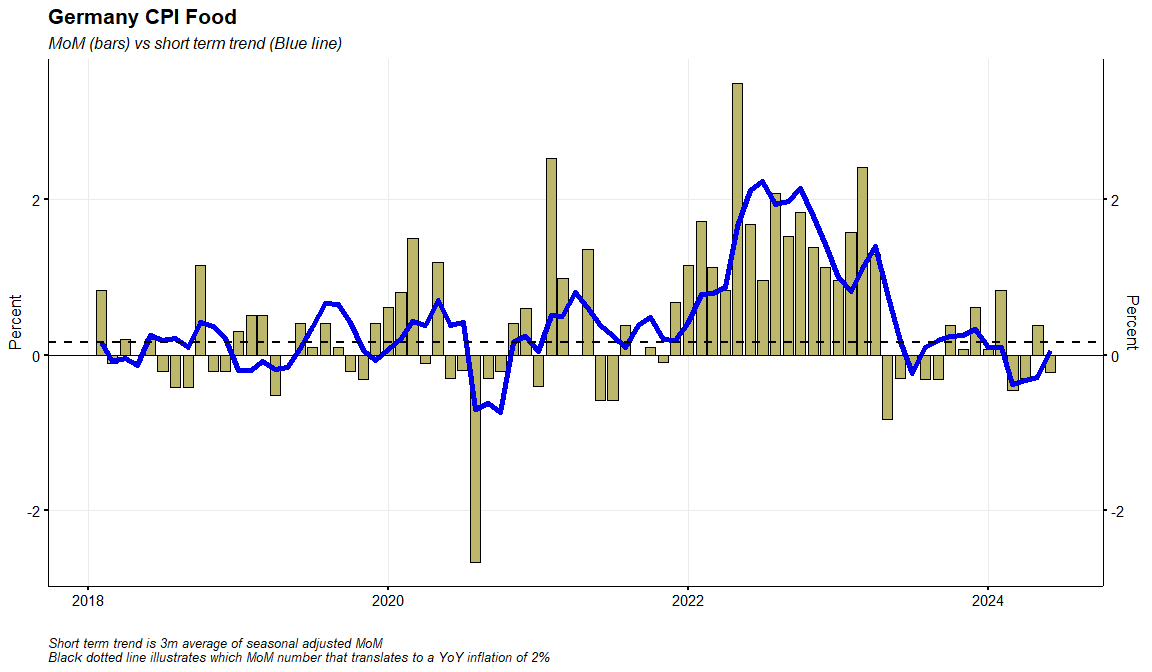 Germany CPI Food
MoM (bars) vs short term trend (Blue line)
Percent
2
0
-2
2
0
-2
Percent
2018
2020
2022
2024
Short term trend is 3m average of seasonal adjusted MoM
Black dotted line illustrates which MoM number that translates to a YoY inflation of 2%